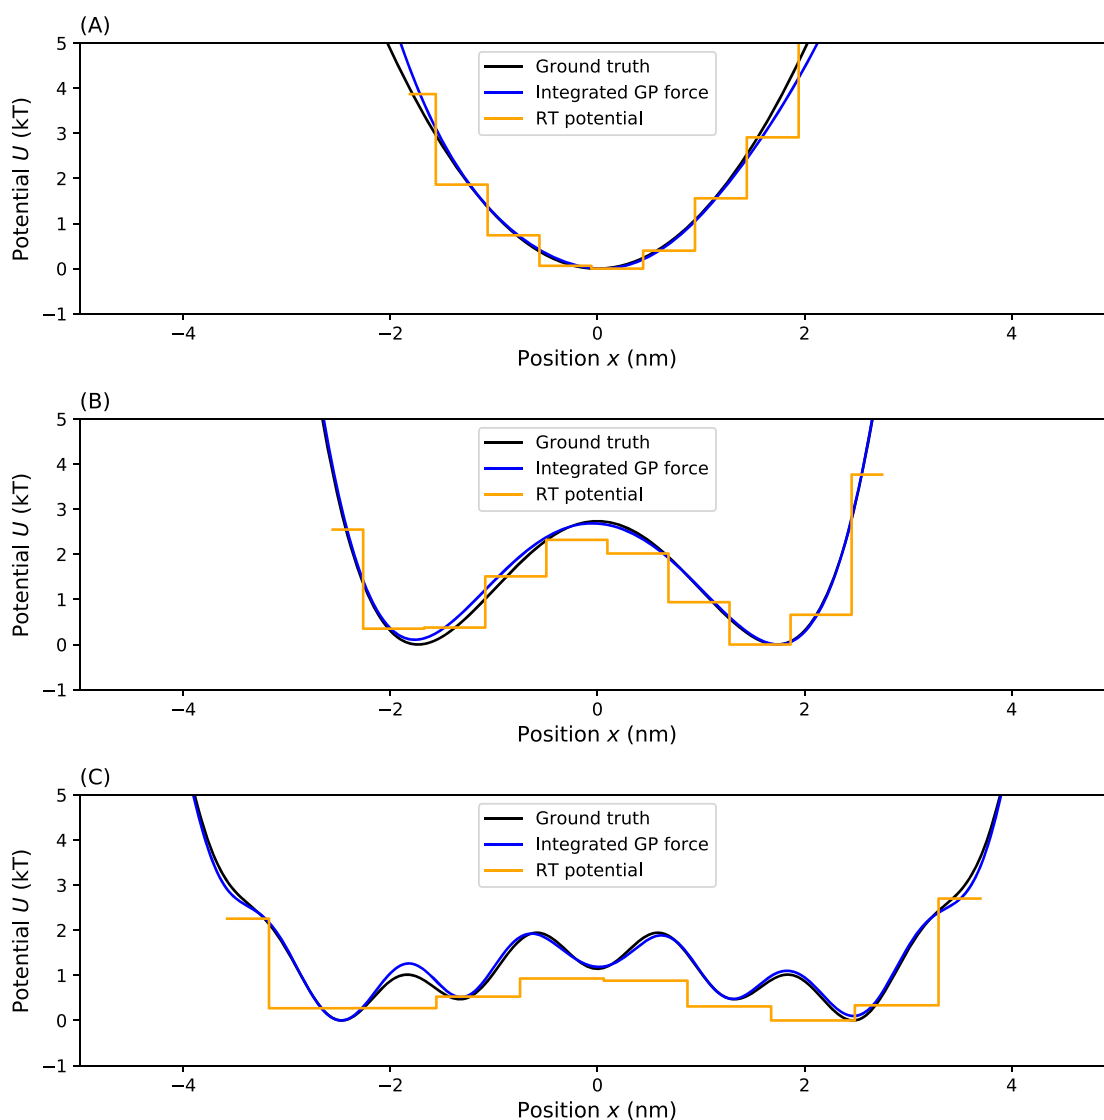 (A)
5
4
3
2
1
0
−1
Potential U (kT)
Ground truth
Integrated GP force
RT potential
−4 −2 0 2 4
Position x (nm)
(B)
5
4
3
2
1
0
−1
Potential U (kT)
Ground truth
Integrated GP force
RT potential
−4 −2 0 2 4
Position x (nm)
(C)
5
4
3
2
1
0
−1
Potential U (kT)
Ground truth
Integrated GP force
RT potential
−4 −2 0 2 4
Position x (nm)